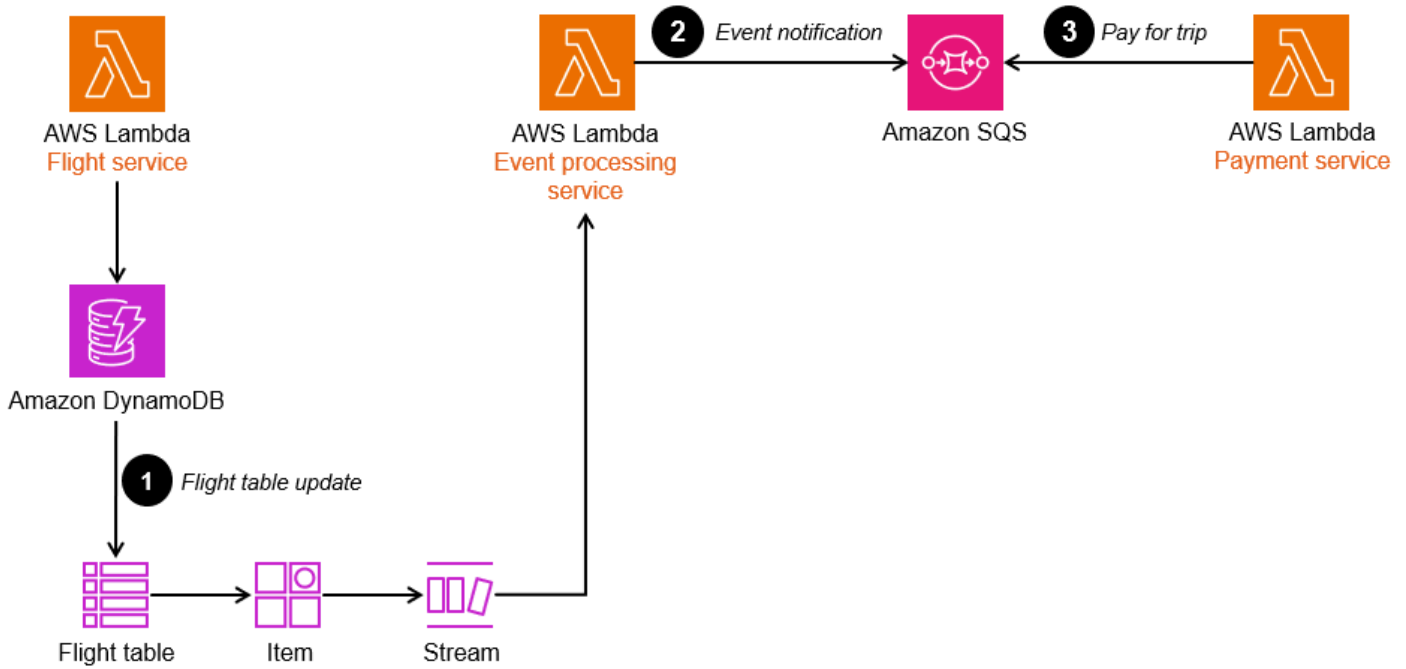 2 Event notification
3 Pay for trip
AWS Lambda
Flight service
AWS Lambda
Event processing
service
Amazon SQS
AWS Lambda
Payment service
Amazon DynamoDB
1 Flight table update
Flight table
Item
Stream